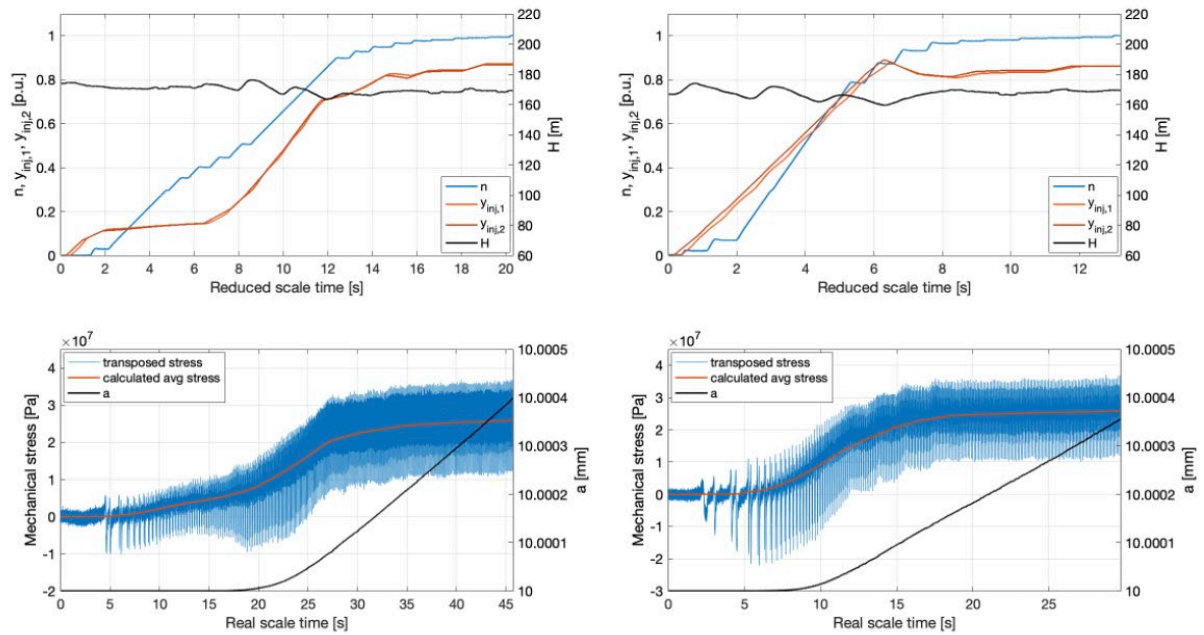 1
0.8
0.6
0.4
0.2
0
n, y_inj,1, y_inj,2 [p.u.]
220
200
180
160
140
120
100
80
60
H [m]
n
y_inj,1
y_inj,2
H
0 2 4 6 8 10 12 14 16 18 20
Reduced scale time [s]
1
0.8
0.6
0.4
0.2
0
n, y_inj,1, y_inj,2 [p.u.]
220
200
180
160
140
120
100
80
60
H [m]
n
y_inj,1
y_inj,2
H
0 2 4 6 8 10 12
Reduced scale time [s]
× 10^7
4
3
2
1
0
-1
-2
Mechanical stress [Pa]
transposed stress
calculated avg stress
a
10.0005
10.0004
10.0003
10.0002
10.0001
10
a [mm]
0 5 10 15 20 25 30 35 40 45
Real scale time [s]
× 10^7
4
3
2
1
0
-1
-2
-3
Mechanical stress [Pa]
transposed stress
calculated avg stress
a
10.0005
10.0004
10.0003
10.0002
10.0001
10
a [mm]
0 5 10 15 20 25
Real scale time [s]